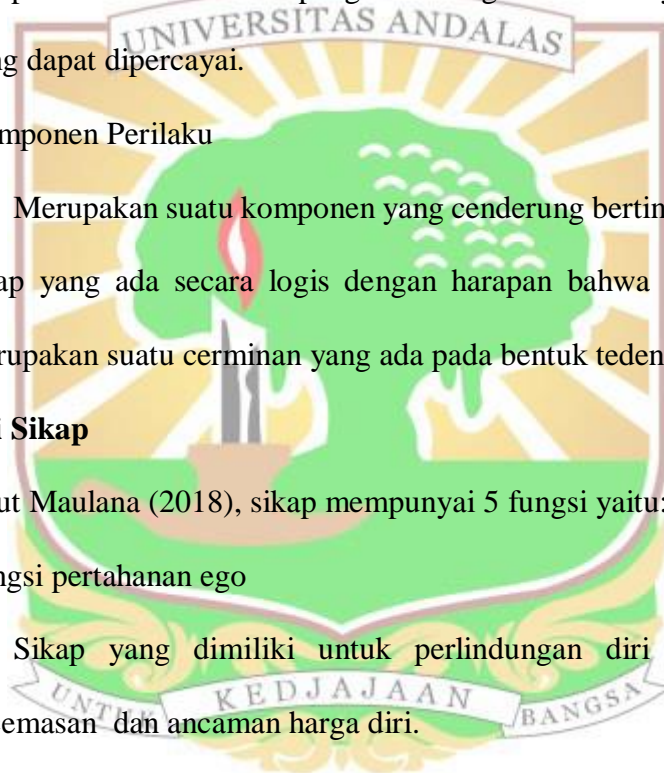 UNIVERSITAS ANDALAS
ng dapat dipercayai.
mponen Perilaku
Merupakan suatu komponen yang cenderung bertin
ap yang ada secara logis dengan harapan bahwa
rupakan suatu cerminan yang ada pada bentuk teden
i Sikap
ut Maulana (2018), sikap mempunyai 5 fungsi yaitu:
ngsi pertahanan ego
Sikap yang dimiliki untuk perlindungan diri
UNTUK KEDJAJAAN BANGSA
emasan dan ancaman harga diri.